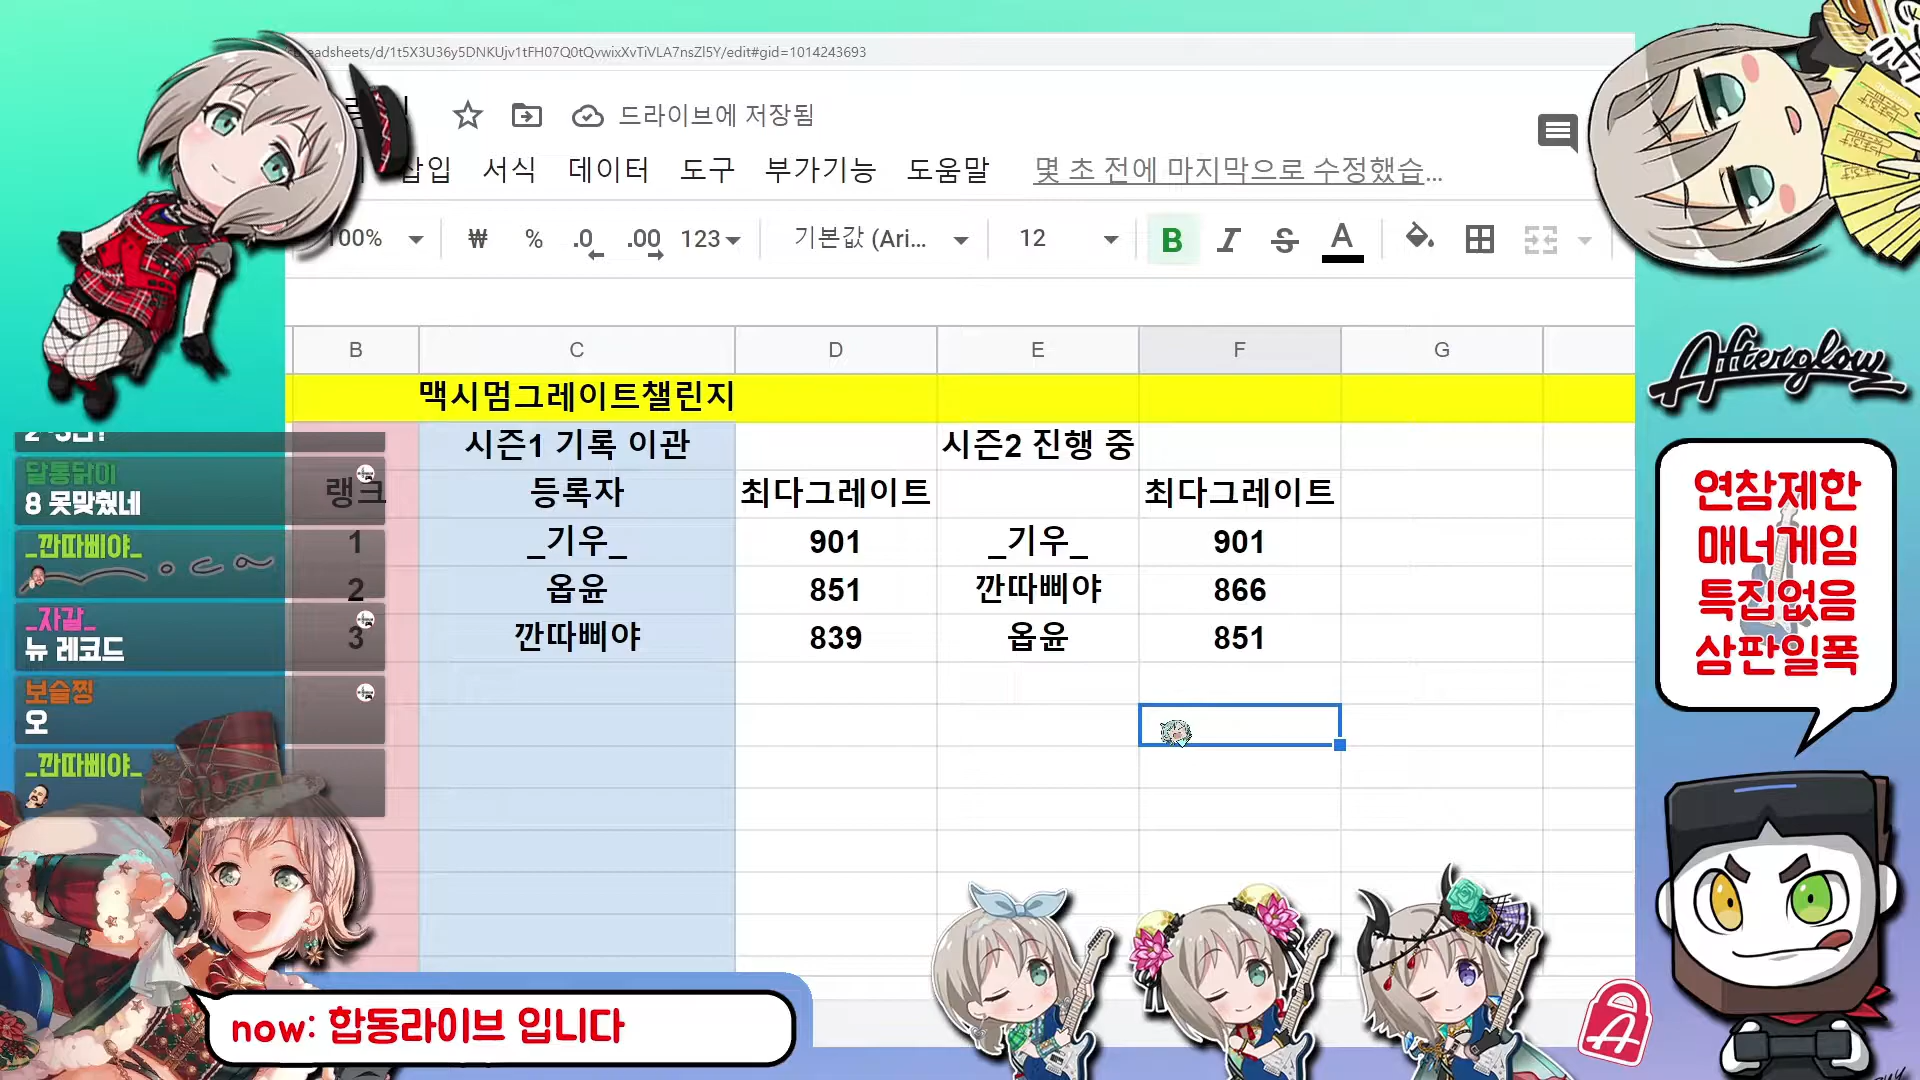 eadsheets/d/1t5X3U36y5DNKUjv1tFH07Q0tQvwixXvTiVLA7nsZl5Y/edit#gid=1014243693
드라이브에 저장됨
삽입 서식 데이터 도구 부가기능 도움말 몇 초 전에 마지막으로 수정했습...
100% ₩ % .0 .00 123 기본값 (Ari... 12 B I S A
B C D E F G
맥시멈그레이트챌린지
시즌1 기록 이관 시즌2 진행 중
랭크 등록자 최다그레이트 최다그레이트
1 _기우_ 901 _기우_ 901
2 옵윤 851 깐따삐야 866
3 깐따삐야 839 옵윤 851
달통닭이
8 못맞췄네
_깐따삐야_
_자갈_
뉴 레코드
보슬찡
오
_깐따삐야_
now: 합동라이브 입니다
Afterglow
연참제한
매너게임
특집없음
삼판일폭
A